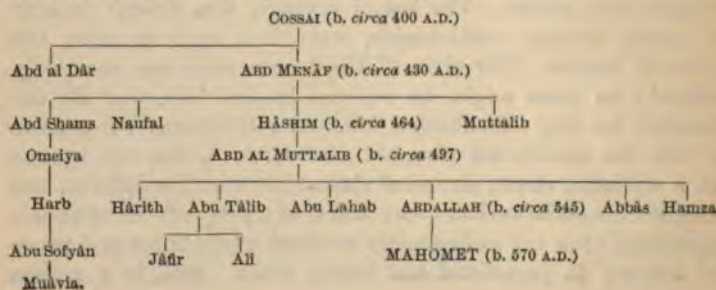 COSSAI (b. circa 400 A.D.)
Abd al Dâr ABD MENÂF (b. circa 430 A.D.)
Abd Shams Naufal HÂSHIM (b. circa 464) Muttalib
Omeiya ABD AL MUTTALIB ( b. circa 497)
Harb Hârith Abu Tâlib Abu Lahab ABDALLAH (b. circa 545) Abbâs Hamza
Abu Sofyân Jâfir Ali MAHOMET (b. 570 A.D.)
Muâvia.